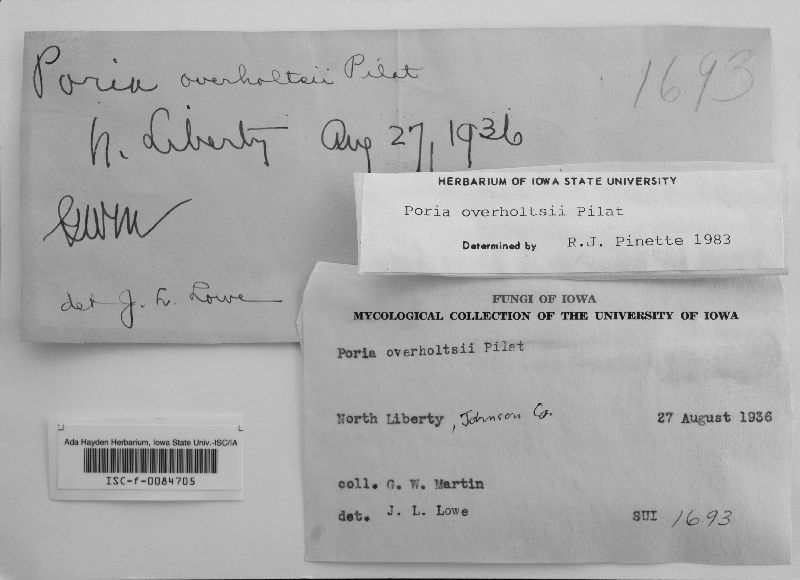 Poria overholtsii Pilat
1693
N. Liberty Aug 27, 1936
GWM
det J. L. Lowe
HERBARIUM OF IOWA STATE UNIVERSITY
Poria overholtsii Pilat
Determined by R.J. Pinette 1983
FUNGI OF IOWA
MYCOLOGICAL COLLECTION OF THE UNIVERSITY OF IOWA
Poria overholtsii Pilat
North Liberty, Johnson Co. 27 August 1936
coll. G. W. Martin
det. J. L. Lowe
SUI 1693
Ada Hayden Herbarium, Iowa State Univ.-ISC/IA
ISC-f-0084705